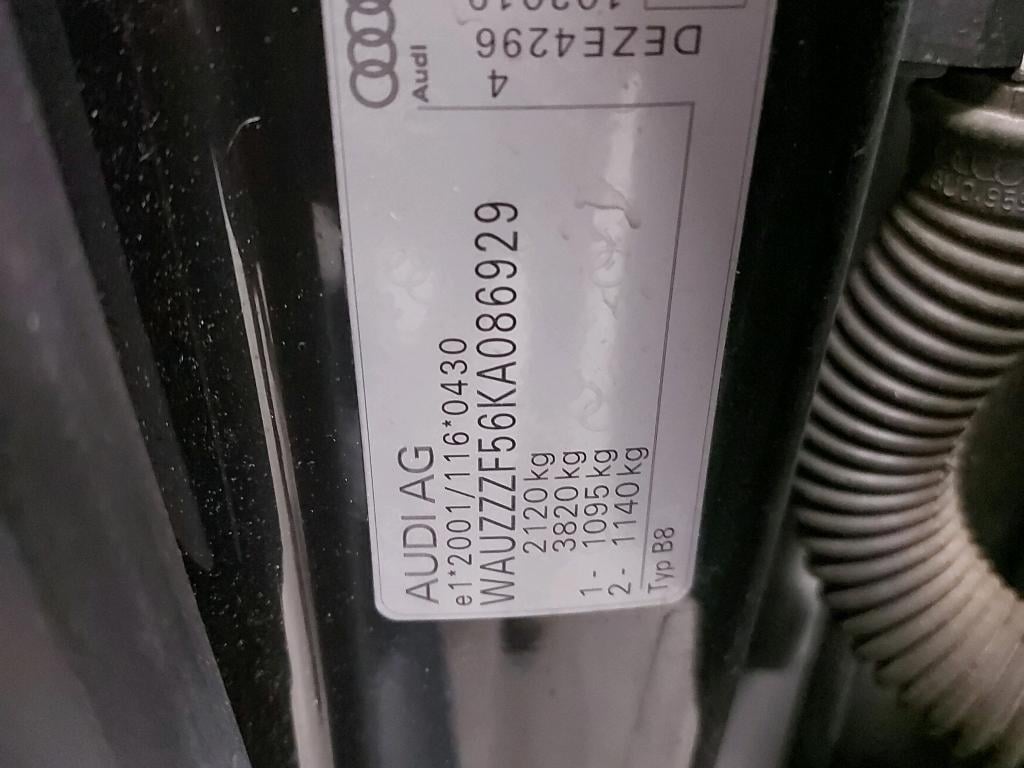 AUDI AG
e1*2001/116*0430
WAUZZZF56KA086929
2120kg
3820kg
1- 1095kg
2- 1140kg
Typ B8
Audi
DEZE4296
4